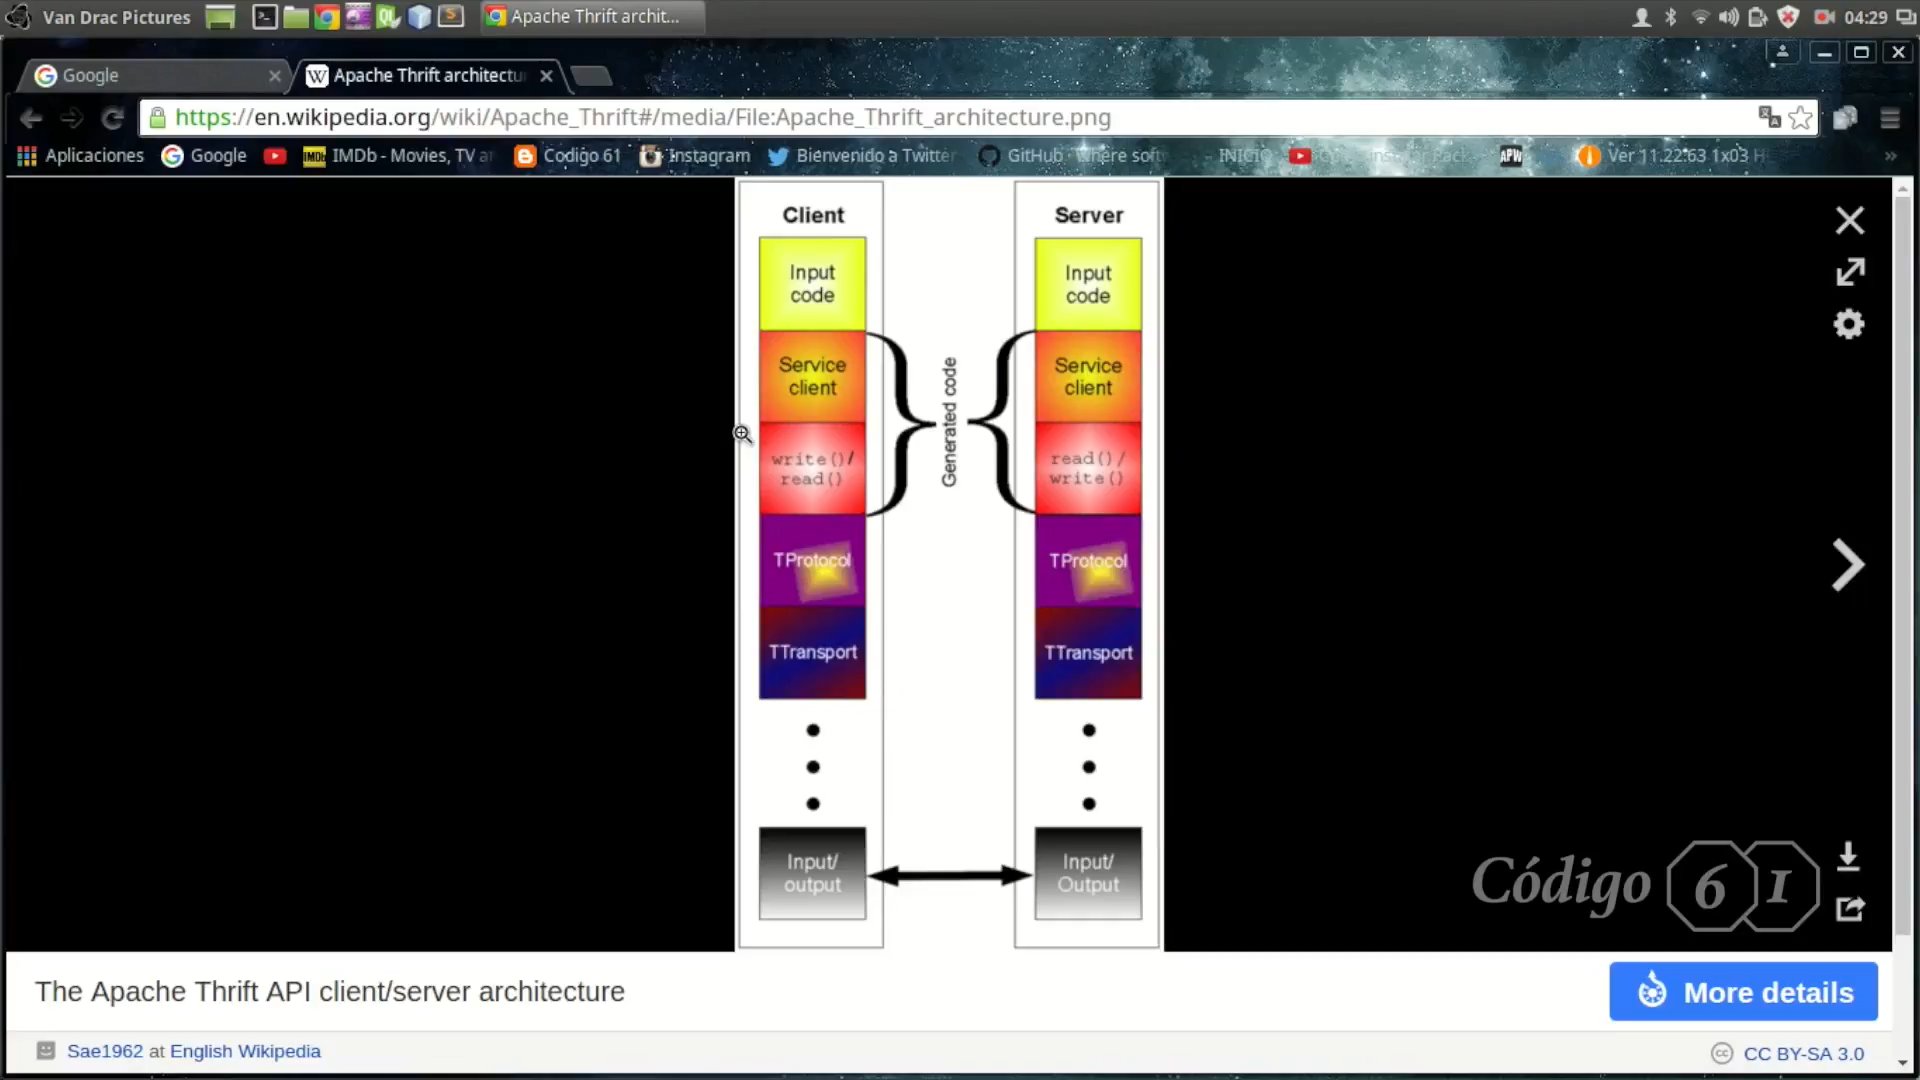 Van Drac Pictures
Apache Thrift archit...
04:29
Google
Apache Thrift architectu
https://en.wikipedia.org/wiki/Apache_Thrift#/media/File:Apache_Thrift_architecture.png
Aplicaciones
Google
IMDb - Movies, TV a
Codigo 61
Instagram
Bienvenido a Twitte
GitHub · Where soft
INICIO
Ver 11.22.63 1x03 H
Client
Server
Input
code
Input
code
Service
client
Service
client
Generated code
write()/
read()
read()/
write()
TProtocol
TProtocol
TTransport
TTransport
Input/
output
Input/
Output
Código 61
The Apache Thrift API client/server architecture
More details
Sae1962 at English Wikipedia
CC BY-SA 3.0